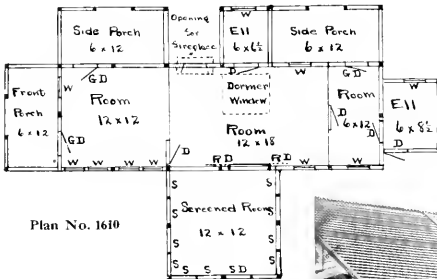 Side Porch
6 x 12
Opening
for
Fireplace
W
Ell
6 x 6½
Side Porch
6 x 12
Front
Porch
6 x 12
W
GD
Room
12 x 12
GD
W W W W
D
Dormer
Window
Room
12 x 18
D
RD RD
W
W
GD
Room
6 x 12
D
D
W
Ell
6 x 8½
D
Plan No. 1610
S S
S S
S S
S S
Screened Room
12 x 12
S S S SD